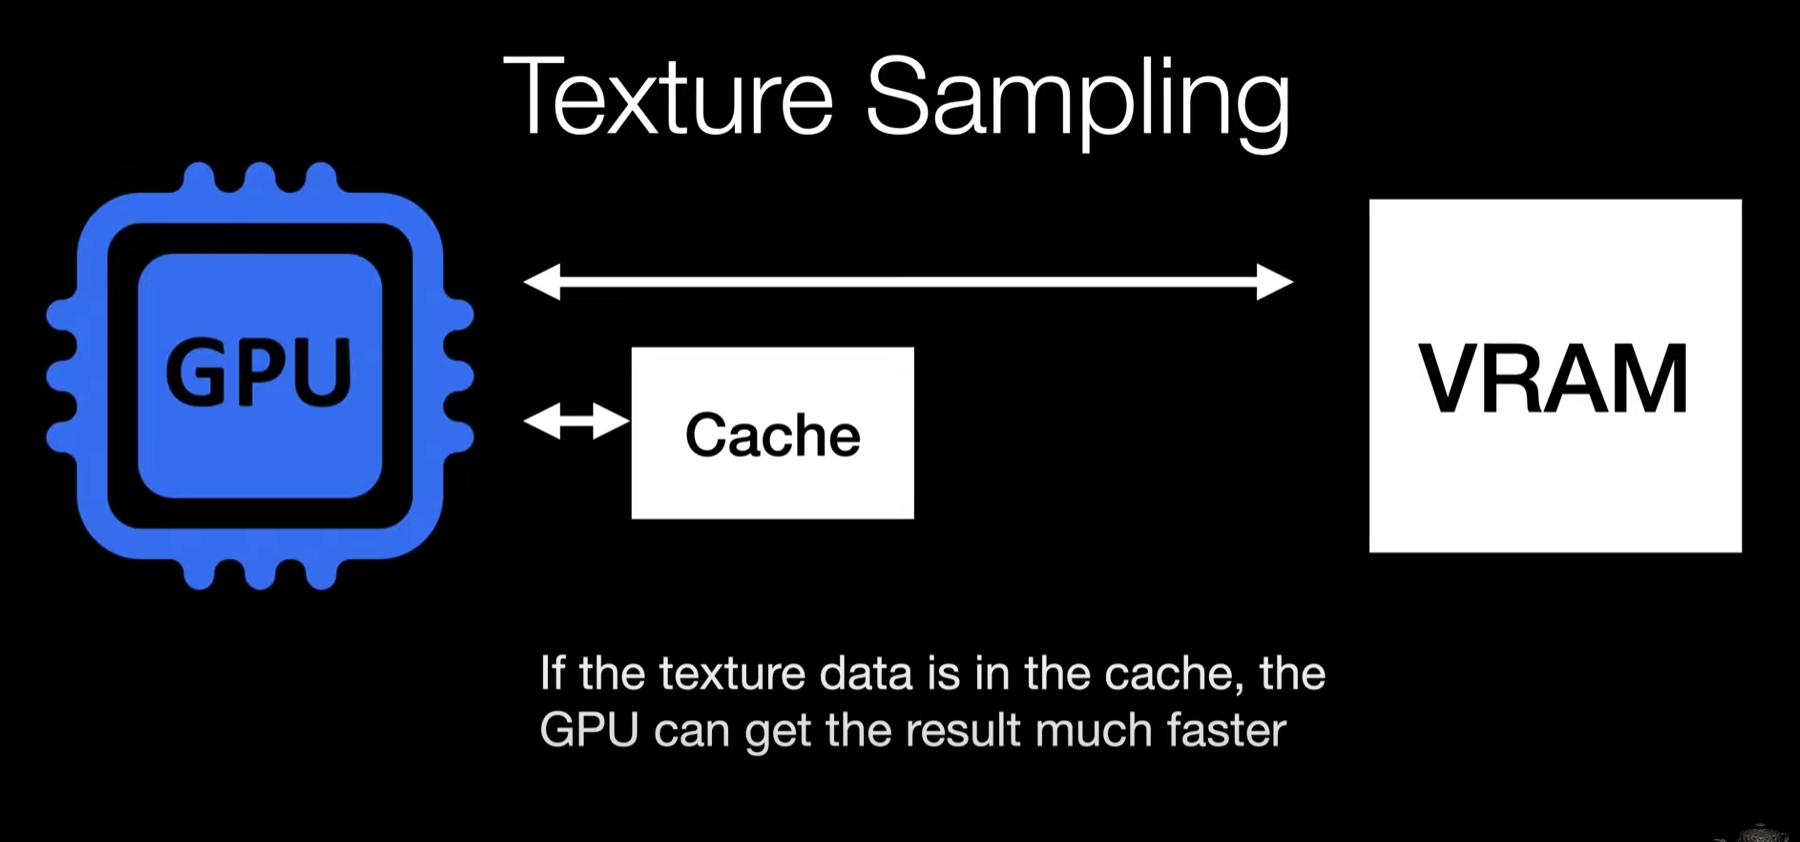 Texture Sampling
GPU
Cache
VRAM
If the texture data is in the cache, the
GPU can get the result much faster